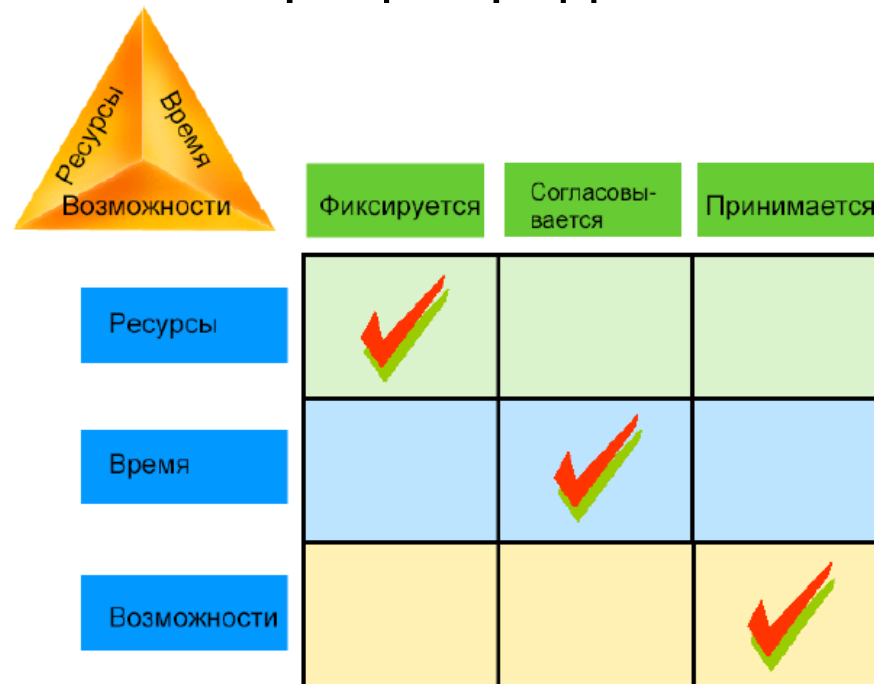 Ресурсы
Время
Возможности
Фиксируется
Согласовы-
вается
Принимается
Ресурсы
Время
Возможности